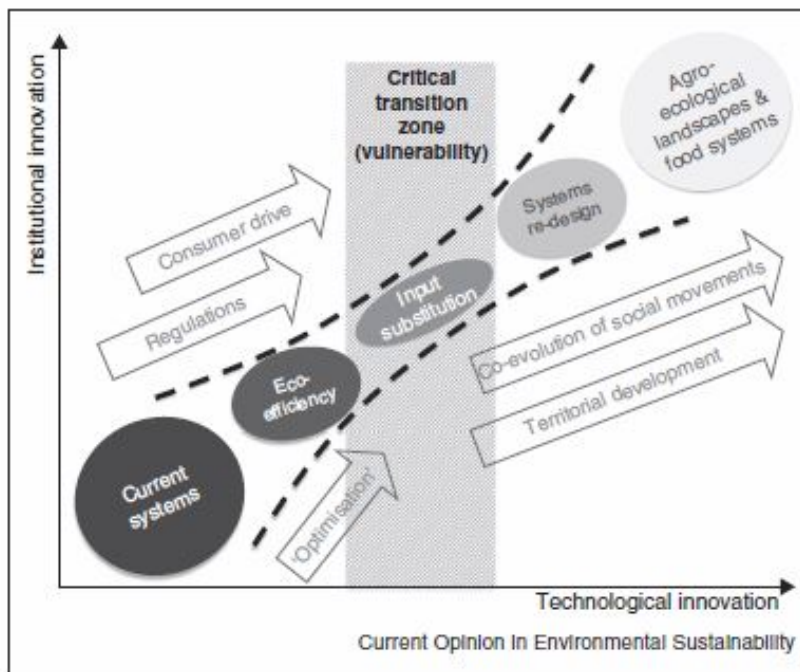 Institutional innovation
Critical
transition
zone
(vulnerability)
Agro-
ecological
landscapes &
food systems
Systems
re-design
Consumer drive
Regulations
Input
substitution
Eco-
efficiency
Current
systems
'Optimisation'
Co-evolution of social movements
Territorial development
Technological innovation
Current Opinion in Environmental Sustainability